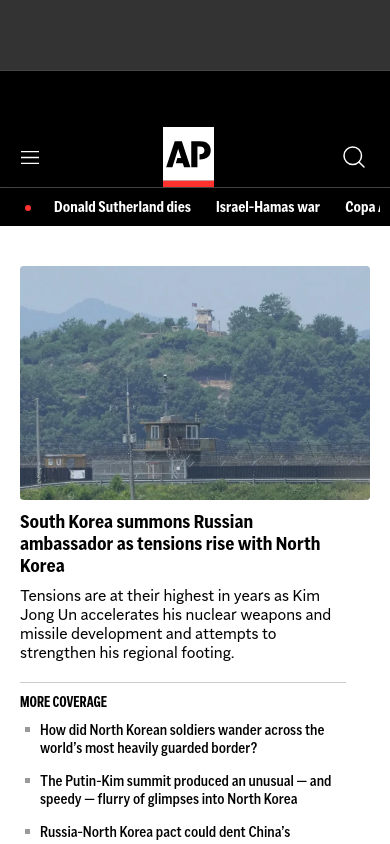 AP
Donald Sutherland dies
Israel-Hamas war
Copa
South Korea summons Russian
ambassador as tensions rise with North
Korea
Tensions are at their highest in years as Kim
Jong Un accelerates his nuclear weapons and
missile development and attempts to
strengthen his regional footing.
MORE COVERAGE
How did North Korean soldiers wander across the
world’s most heavily guarded border?
The Putin-Kim summit produced an unusual — and
speedy — flurry of glimpses into North Korea
Russia-North Korea pact could dent China’s